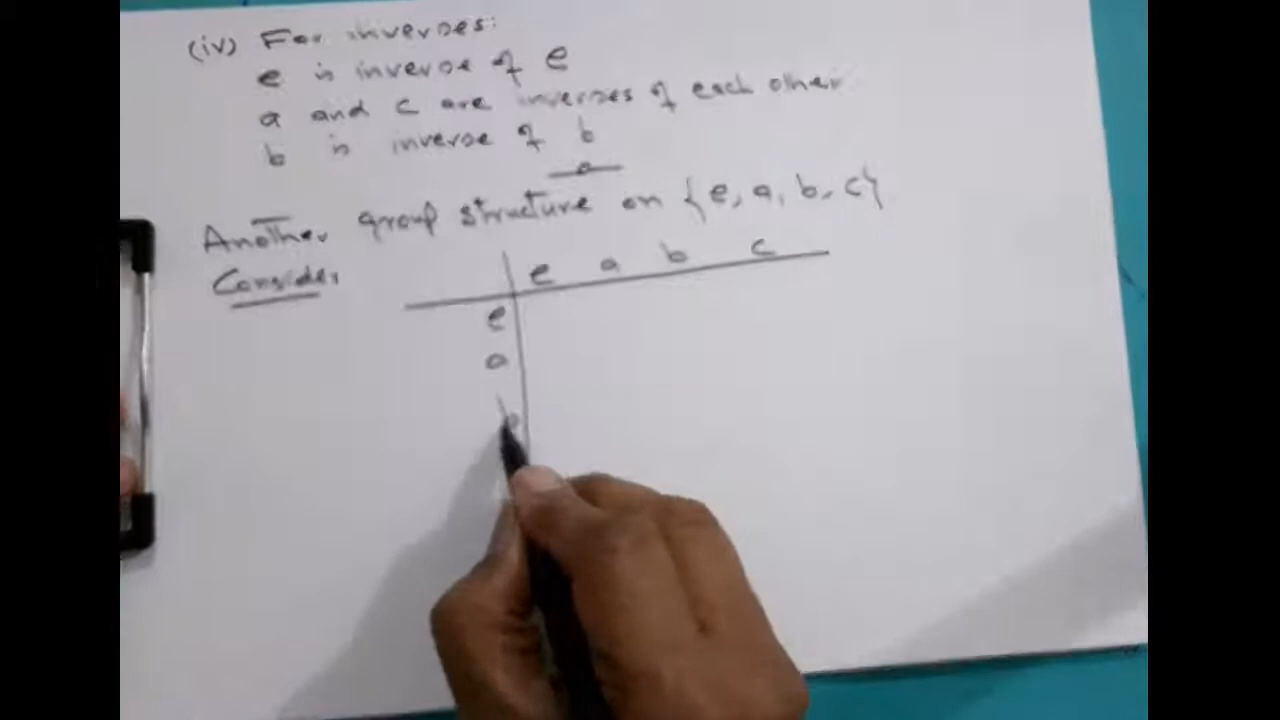 (iv) For inverses:
e is inverse of e
a and c are inverses of each other
b is inverse of b
Another group structure on {e, a, b, c}
Consider
e a b c
e
a
b